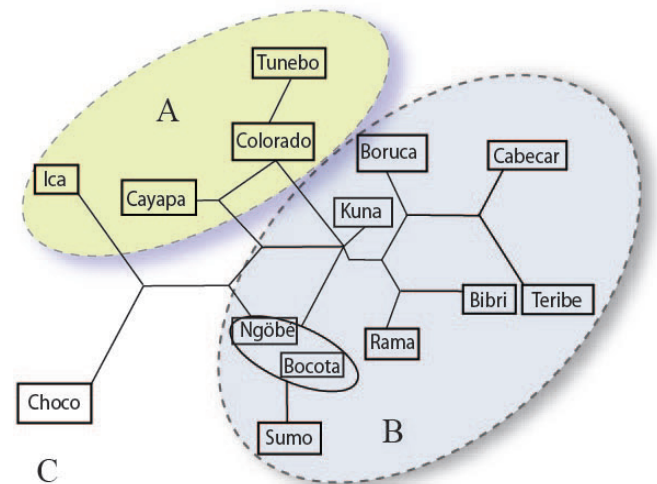 Tunebo
A
Colorado
Boruca
Cabecar
Ica
Cayapa
Kuna
Ngöbe
Bibri
Teribe
Rama
Bocota
Choco
Sumo
B
C